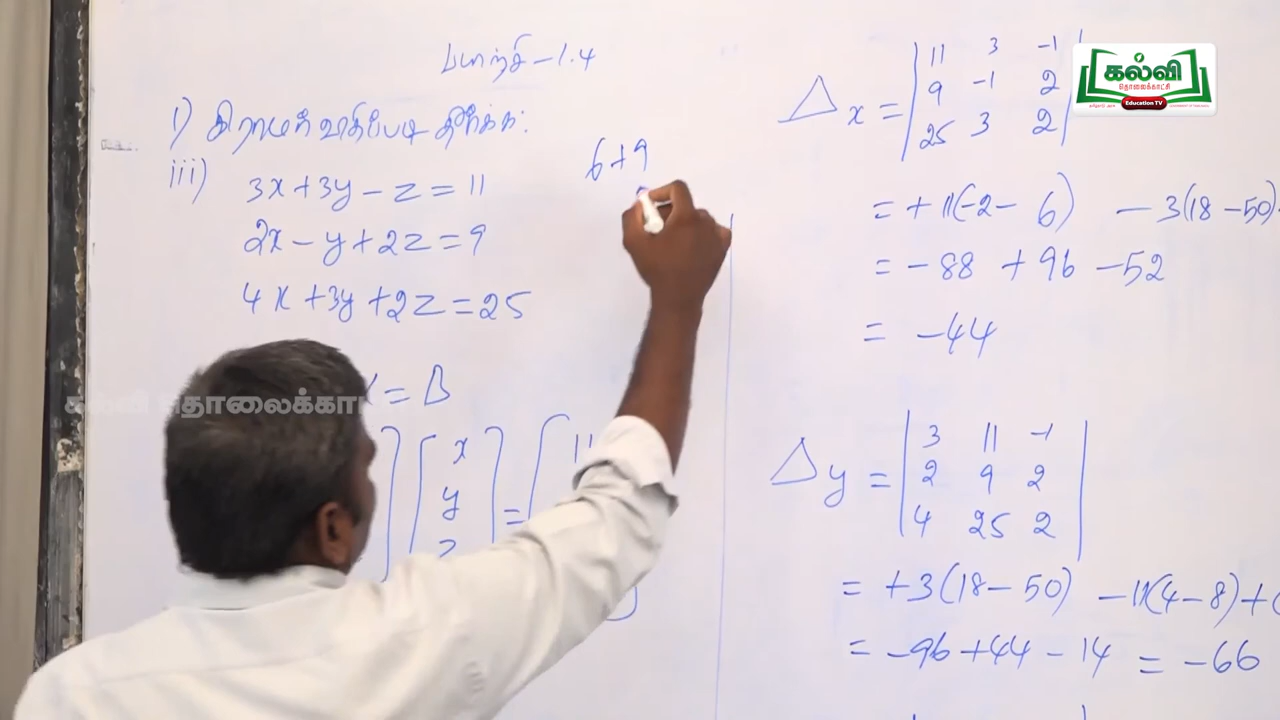 பயிற்சி - 1.4
1) கிராமர் விதிப்படி தீர்க்க:
iii)
3x+3y-z=11
2x-y+2z=9
4x+3y+2z=25
6+9
= B
x
y
z
=
11
Δx = | 11 3 -1
9 -1 2
25 3 2 |
= +11(-2-6) -3(18-50)
= -88 +96 -52
= -44
Δy = | 3 11 -1
2 9 2
4 25 2 |
= +3(18-50) -11(4-8)+(
= -96+44-14 = -66
கல்வி
தொலைக்காட்சி
Education TV
கல்வி தொலைக்காட்